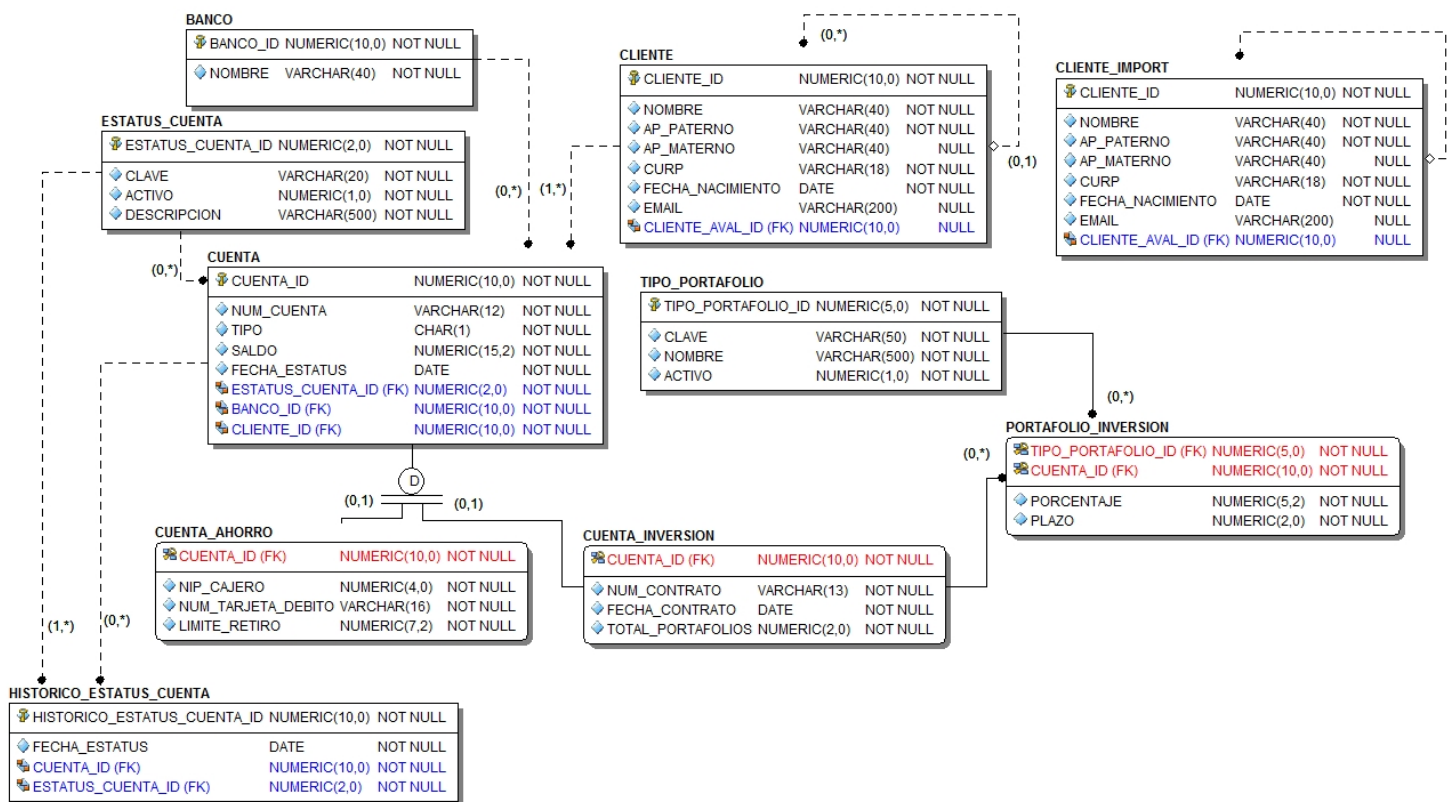 BANCO
BANCO_ID NUMERIC(10,0) NOT NULL
NOMBRE VARCHAR(40) NOT NULL
ESTATUS_CUENTA
ESTATUS_CUENTA_ID NUMERIC(2,0) NOT NULL
CLAVE VARCHAR(20) NOT NULL
ACTIVO NUMERIC(1,0) NOT NULL
DESCRIPCION VARCHAR(500) NOT NULL
(0,*)
(0,*)
(1,*)
CLIENTE
CLIENTE_ID NUMERIC(10,0) NOT NULL
NOMBRE VARCHAR(40) NOT NULL
AP_PATERNO VARCHAR(40) NOT NULL
AP_MATERNO VARCHAR(40) NULL
CURP VARCHAR(18) NOT NULL
FECHA_NACIMIENTO DATE NOT NULL
EMAIL VARCHAR(200) NULL
CLIENTE_AVAL_ID (FK) NUMERIC(10,0) NULL
(0,*)
(0,1)
CLIENTE_IMPORT
CLIENTE_ID NUMERIC(10,0) NOT NULL
NOMBRE VARCHAR(40) NOT NULL
AP_PATERNO VARCHAR(40) NOT NULL
AP_MATERNO VARCHAR(40) NULL
CURP VARCHAR(18) NOT NULL
FECHA_NACIMIENTO DATE NOT NULL
EMAIL VARCHAR(200) NULL
CLIENTE_AVAL_ID (FK) NUMERIC(10,0) NULL
CUENTA
CUENTA_ID NUMERIC(10,0) NOT NULL
NUM_CUENTA VARCHAR(12) NOT NULL
TIPO CHAR(1) NOT NULL
SALDO NUMERIC(15,2) NOT NULL
FECHA_ESTATUS DATE NOT NULL
ESTATUS_CUENTA_ID (FK) NUMERIC(2,0) NOT NULL
BANCO_ID (FK) NUMERIC(10,0) NOT NULL
CLIENTE_ID (FK) NUMERIC(10,0) NOT NULL
TIPO_PORTAFOLIO
TIPO_PORTAFOLIO_ID NUMERIC(5,0) NOT NULL
CLAVE VARCHAR(50) NOT NULL
NOMBRE VARCHAR(500) NOT NULL
ACTIVO NUMERIC(1,0) NOT NULL
(0,*)
PORTAFOLIO_INVERSION
(0,*)
TIPO_PORTAFOLIO_ID (FK) NUMERIC(5,0) NOT NULL
CUENTA_ID (FK) NUMERIC(10,0) NOT NULL
PORCENTAJE NUMERIC(5,2) NOT NULL
PLAZO NUMERIC(2,0) NOT NULL
D
(0,1)
(0,1)
CUENTA_AHORRO
CUENTA_ID (FK) NUMERIC(10,0) NOT NULL
NIP_CAJERO NUMERIC(4,0) NOT NULL
NUM_TARJETA_DEBITO VARCHAR(16) NOT NULL
LIMITE_RETIRO NUMERIC(7,2) NOT NULL
CUENTA_INVERSION
CUENTA_ID (FK) NUMERIC(10,0) NOT NULL
NUM_CONTRATO VARCHAR(13) NOT NULL
FECHA_CONTRATO DATE NOT NULL
TOTAL_PORTAFOLIOS NUMERIC(2,0) NOT NULL
(1,*)
(0,*)
HISTORICO_ESTATUS_CUENTA
HISTORICO_ESTATUS_CUENTA_ID NUMERIC(10,0) NOT NULL
FECHA_ESTATUS DATE NOT NULL
CUENTA_ID (FK) NUMERIC(10,0) NOT NULL
ESTATUS_CUENTA_ID (FK) NUMERIC(2,0) NOT NULL